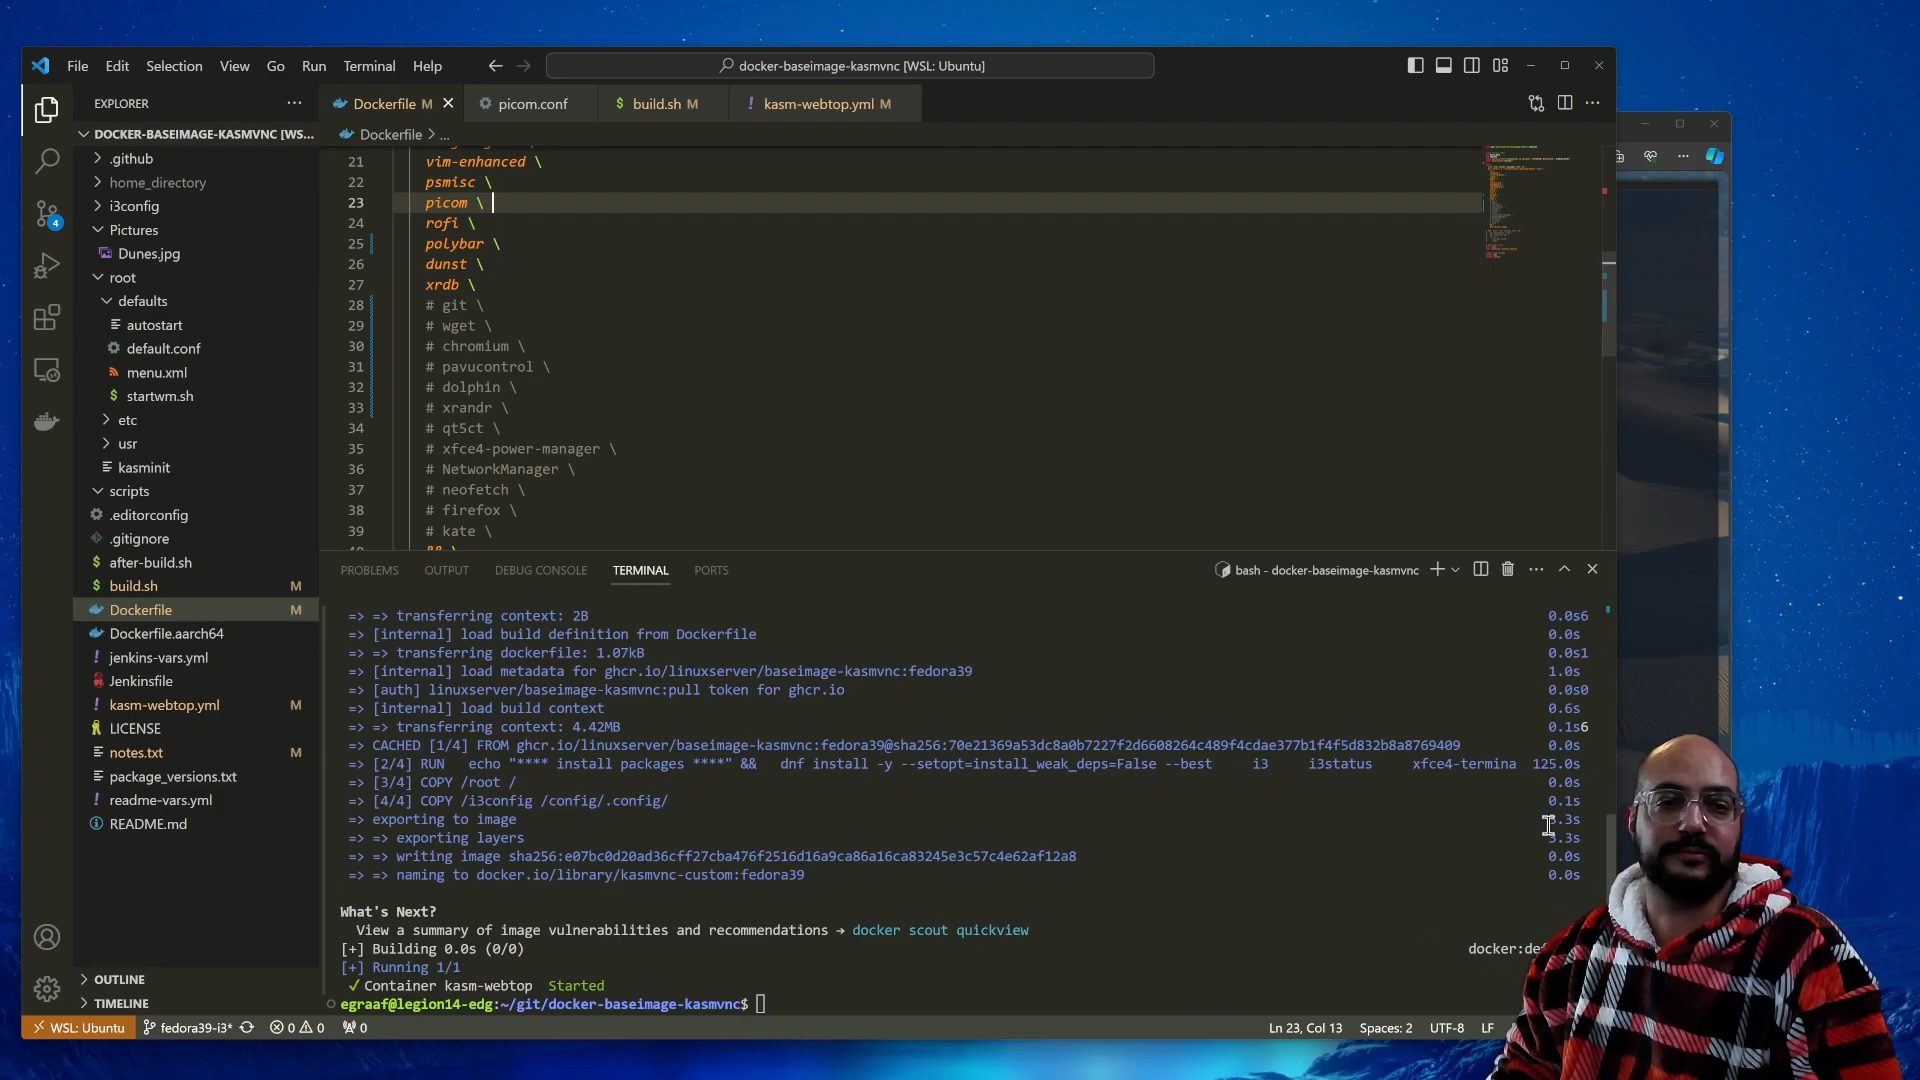 File Edit Selection View Go Run Terminal Help
docker-baseimage-kasmvnc [WSL: Ubuntu]
EXPLORER
Dockerfile M
picom.conf
build.sh M
kasm-webtop.yml M
DOCKER-BASEIMAGE-KASMVNC [WS...
Dockerfile > ...
.github
home_directory
i3config
Pictures
Dunes.jpg
root
defaults
autostart
default.conf
menu.xml
startwm.sh
etc
usr
kasminit
scripts
.editorconfig
.gitignore
after-build.sh
build.sh M
Dockerfile M
Dockerfile.aarch64
jenkins-vars.yml
Jenkinsfile
kasm-webtop.yml M
LICENSE
notes.txt M
package_versions.txt
readme-vars.yml
README.md
OUTLINE
TIMELINE
4
21 vim-enhanced \
22 psmisc \
23 picom \
24 rofi \
25 polybar \
26 dunst \
27 xrdb \
28 # git \
29 # wget \
30 # chromium \
31 # pavucontrol \
32 # dolphin \
33 # xrandr \
34 # qt5ct \
35 # xfce4-power-manager \
36 # NetworkManager \
37 # neofetch \
38 # firefox \
39 # kate \
PROBLEMS OUTPUT DEBUG CONSOLE TERMINAL PORTS
bash - docker-baseimage-kasmvnc
=> => transferring context: 2B 0.0s6
=> [internal] load build definition from Dockerfile 0.0s
=> => transferring dockerfile: 1.07kB 0.0s1
=> [internal] load metadata for ghcr.io/linuxserver/baseimage-kasmvnc:fedora39 1.0s
=> [auth] linuxserver/baseimage-kasmvnc:pull token for ghcr.io 0.0s0
=> [internal] load build context 0.6s
=> => transferring context: 4.42MB 0.1s6
=> CACHED [1/4] FROM ghcr.io/linuxserver/baseimage-kasmvnc:fedora39@sha256:70e21369a53dc8a0b7227f2d6608264c489f4cdae377b1f4f5d832b8a8769409 0.0s
=> [2/4] RUN echo "**** install packages ****" && dnf install -y --setopt=install_weak_deps=False --best i3 i3status xfce4-termina 125.0s
=> [3/4] COPY /root / 0.0s
=> [4/4] COPY /i3config /config/.config/ 0.1s
=> exporting to image 3.3s
=> => exporting layers 3.3s
=> => writing image sha256:e07bc0d20ad36cff27cba476f2516d16a9ca86a16ca83245e3c57c4e62af12a8 0.0s
=> => naming to docker.io/library/kasmvnc-custom:fedora39 0.0s
What's Next?
View a summary of image vulnerabilities and recommendations → docker scout quickview
[+] Building 0.0s (0/0) docker:de
[+] Running 1/1
✓ Container kasm-webtop Started
egraaf@legion14-edg:~/git/docker-baseimage-kasmvnc$
WSL: Ubuntu fedora39-i3* 0 0 0 Ln 23, Col 13 Spaces: 2 UTF-8 LF